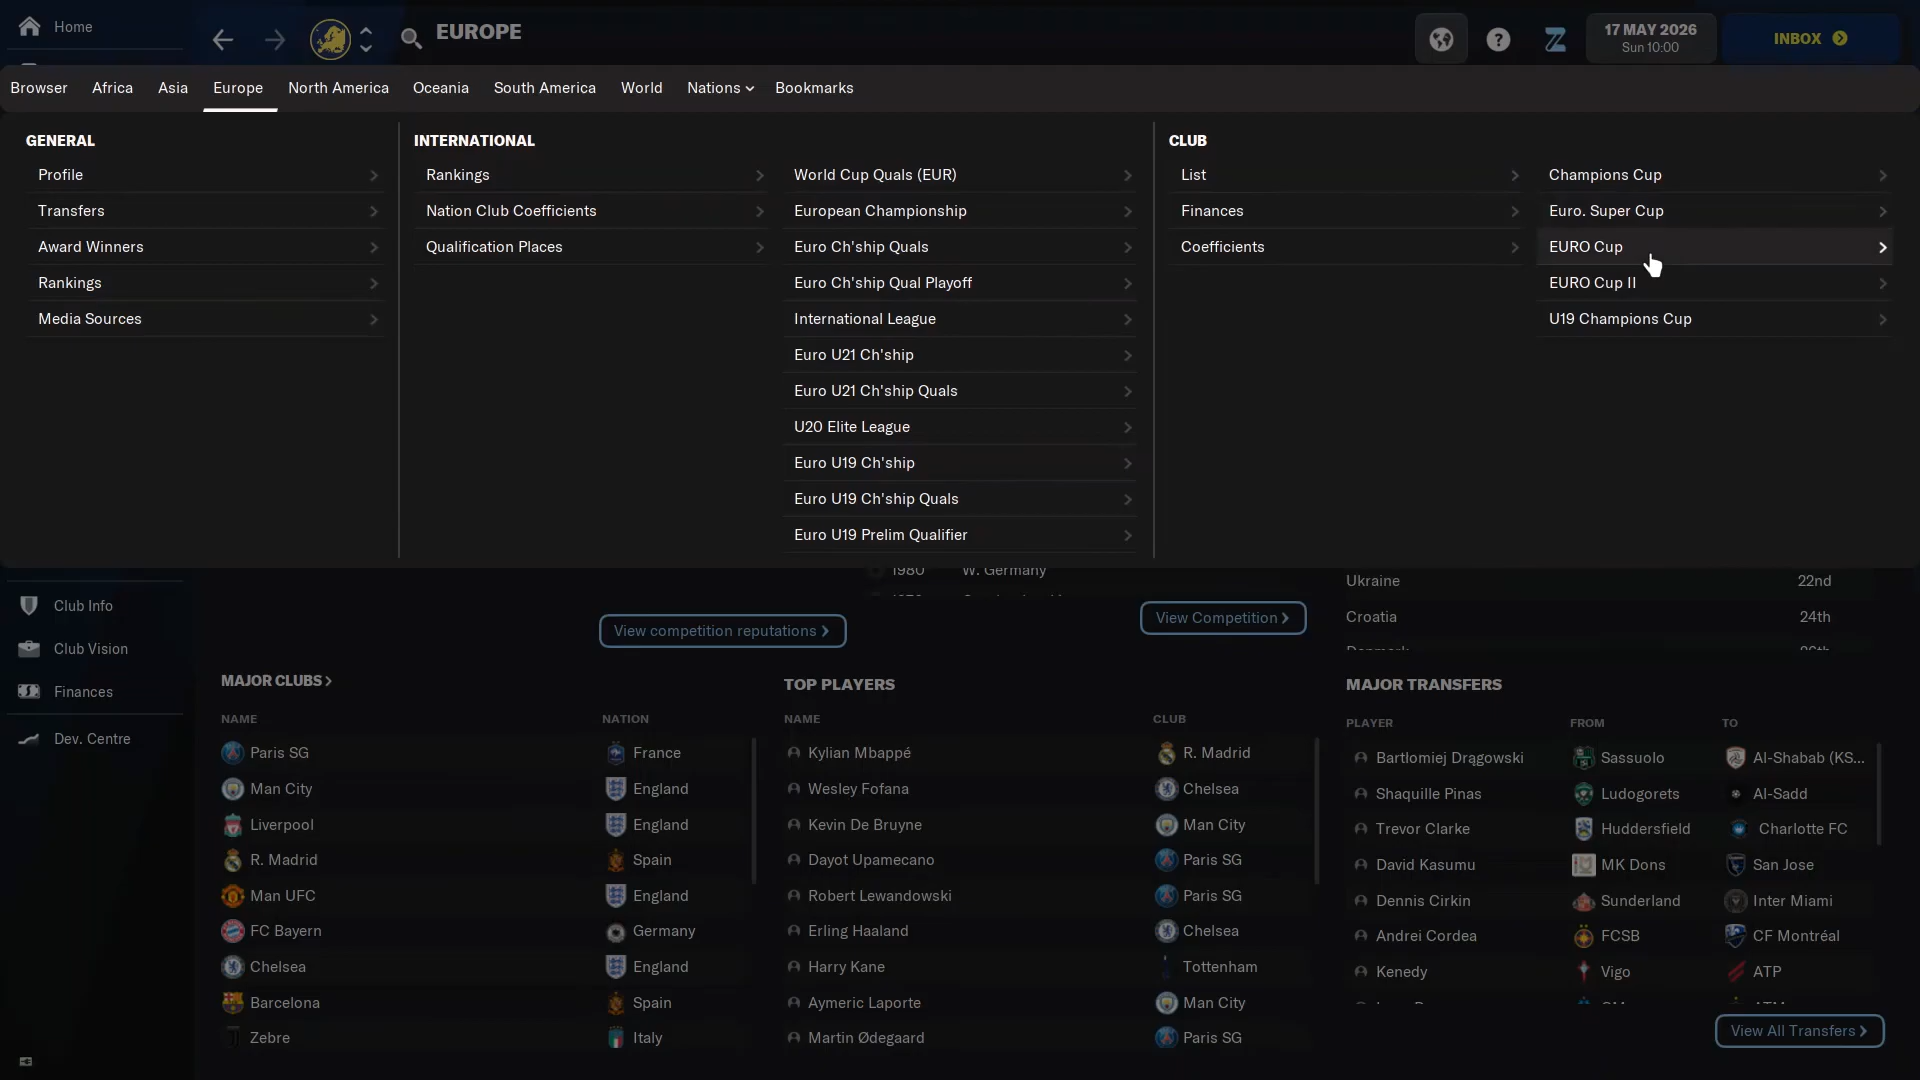 Home
EUROPE
17 MAY 2026
Sun 10:00
INBOX
Browser
Africa
Asia
Europe
North America
Oceania
South America
World
Nations
Bookmarks
GENERAL
Profile
Transfers
Award Winners
Rankings
Media Sources
INTERNATIONAL
Rankings
Nation Club Coefficients
Qualification Places
World Cup Quals (EUR)
European Championship
Euro Ch'ship Quals
Euro Ch'ship Qual Playoff
International League
Euro U21 Ch'ship
Euro U21 Ch'ship Quals
U20 Elite League
Euro U19 Ch'ship
Euro U19 Ch'ship Quals
Euro U19 Prelim Qualifier
CLUB
List
Finances
Coefficients
Champions Cup
Euro. Super Cup
EURO Cup
EURO Cup II
U19 Champions Cup
Club Info
Club Vision
Finances
Dev. Centre
1980 W. Germany
View competition reputations
View Competition
Ukraine 22nd
Croatia 24th
MAJOR CLUBS
NAME NATION
Paris SG France
Man City England
Liverpool England
R. Madrid Spain
Man UFC England
FC Bayern Germany
Chelsea England
Barcelona Spain
Zebre Italy
TOP PLAYERS
NAME CLUB
Kylian Mbappé R. Madrid
Wesley Fofana Chelsea
Kevin De Bruyne Man City
Dayot Upamecano Paris SG
Robert Lewandowski Paris SG
Erling Haaland Chelsea
Harry Kane Tottenham
Aymeric Laporte Man City
Martin Ødegaard Paris SG
MAJOR TRANSFERS
PLAYER FROM TO
Bartlomiej Drągowski Sassuolo Al-Shabab (KS...
Shaquille Pinas Ludogorets Al-Sadd
Trevor Clarke Huddersfield Charlotte FC
David Kasumu MK Dons San Jose
Dennis Cirkin Sunderland Inter Miami
Andrei Cordea FCSB CF Montréal
Kenedy Vigo ATP
View All Transfers